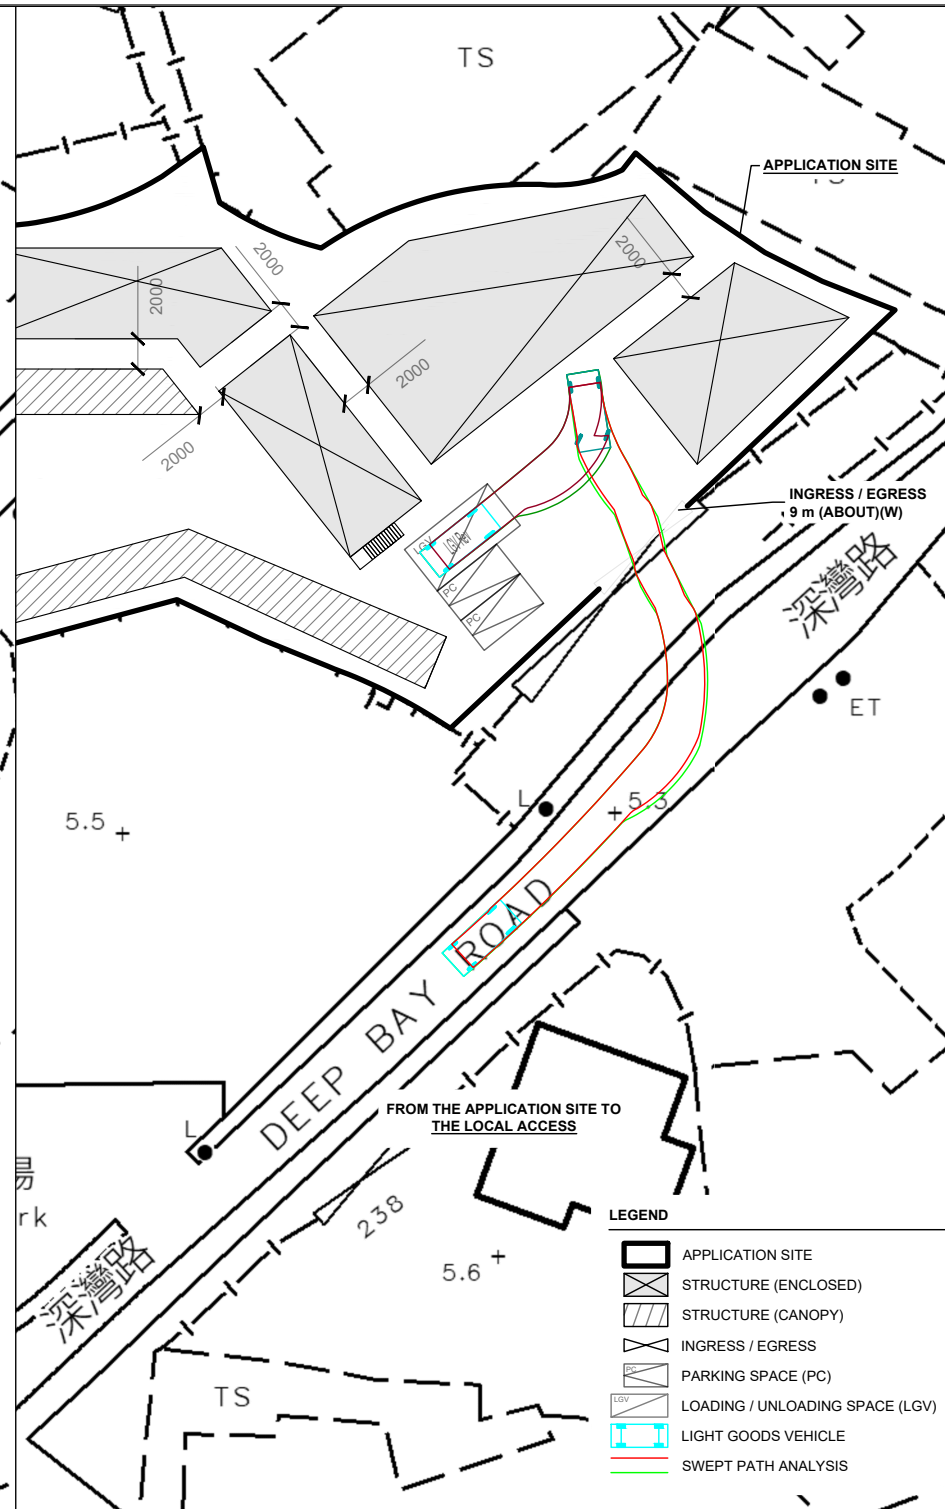 TS
APPLICATION SITE
2000
2000
2000
2000
2000
INGRESS / EGRESS
9 m (ABOUT)(W)
LGV
PC
PC
深灣路
ET
5.5
L
5.3
DEEP BAY ROAD
FROM THE APPLICATION SITE TO
THE LOCAL ACCESS
L
rk
238
5.6
深灣路
TS
LEGEND
APPLICATION SITE
STRUCTURE (ENCLOSED)
STRUCTURE (CANOPY)
INGRESS / EGRESS
PC
PARKING SPACE (PC)
LGV
LOADING / UNLOADING SPACE (LGV)
LIGHT GOODS VEHICLE
SWEPT PATH ANALYSIS